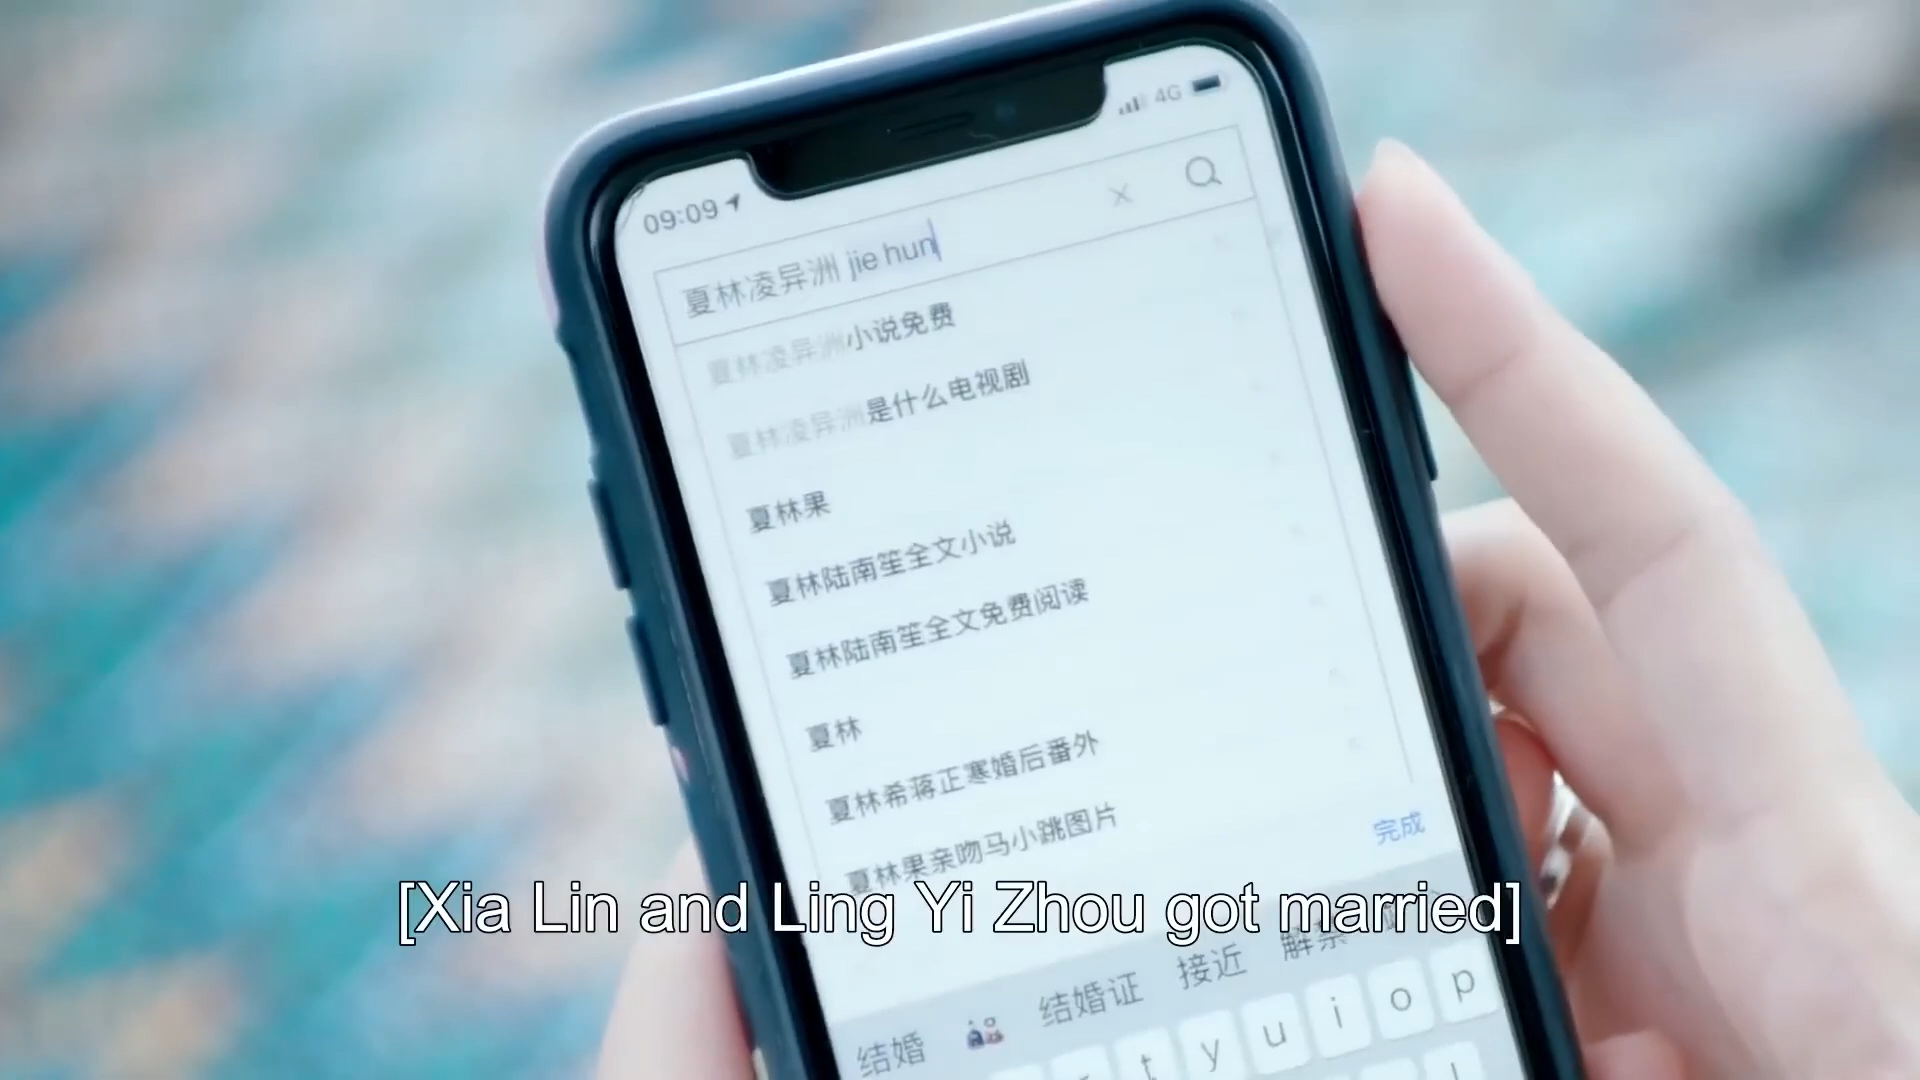 4G
09:09
夏林凌异洲 jie hun
夏林凌异洲小说免费
夏林凌异洲是什么电视剧
夏林果
夏林陆南笙全文小说
夏林陆南笙全文免费阅读
夏林
夏林希蒋正寒婚后番外
夏林果亲吻马小跳图片
完成
[Xia Lin and Ling Yi Zhou got married]
结婚 结婚证 接近 解禁
t y u i o p